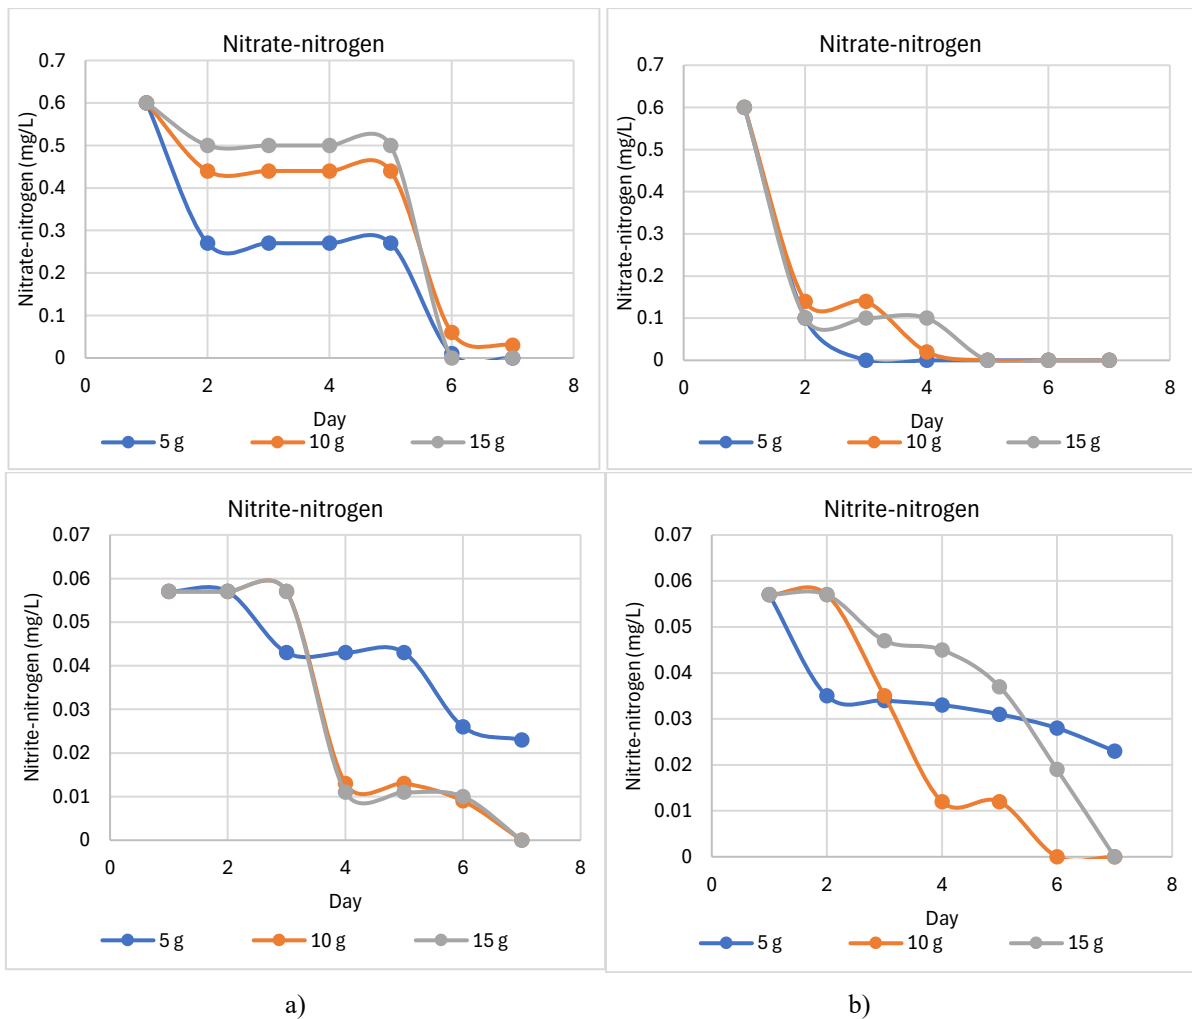 Nitrate-nitrogen
Nitrate-nitrogen (mg/L)
0.7
0.6
0.5
0.4
0.3
0.2
0.1
0
0 2 4 6 8
Day
5 g 10 g 15 g
Nitrate-nitrogen
Nitrate-nitrogen (mg/L)
0.7
0.6
0.5
0.4
0.3
0.2
0.1
0
0 2 4 6 8
Day
5 g 10 g 15 g
Nitrite-nitrogen
Nitrite-nitrogen (mg/L)
0.07
0.06
0.05
0.04
0.03
0.02
0.01
0
0 2 4 6 8
Day
5 g 10 g 15 g
Nitrite-nitrogen
Nitrite-nitrogen (mg/L)
0.07
0.06
0.05
0.04
0.03
0.02
0.01
0
0 2 4 6 8
Day
5 g 10 g 15 g
a) b)